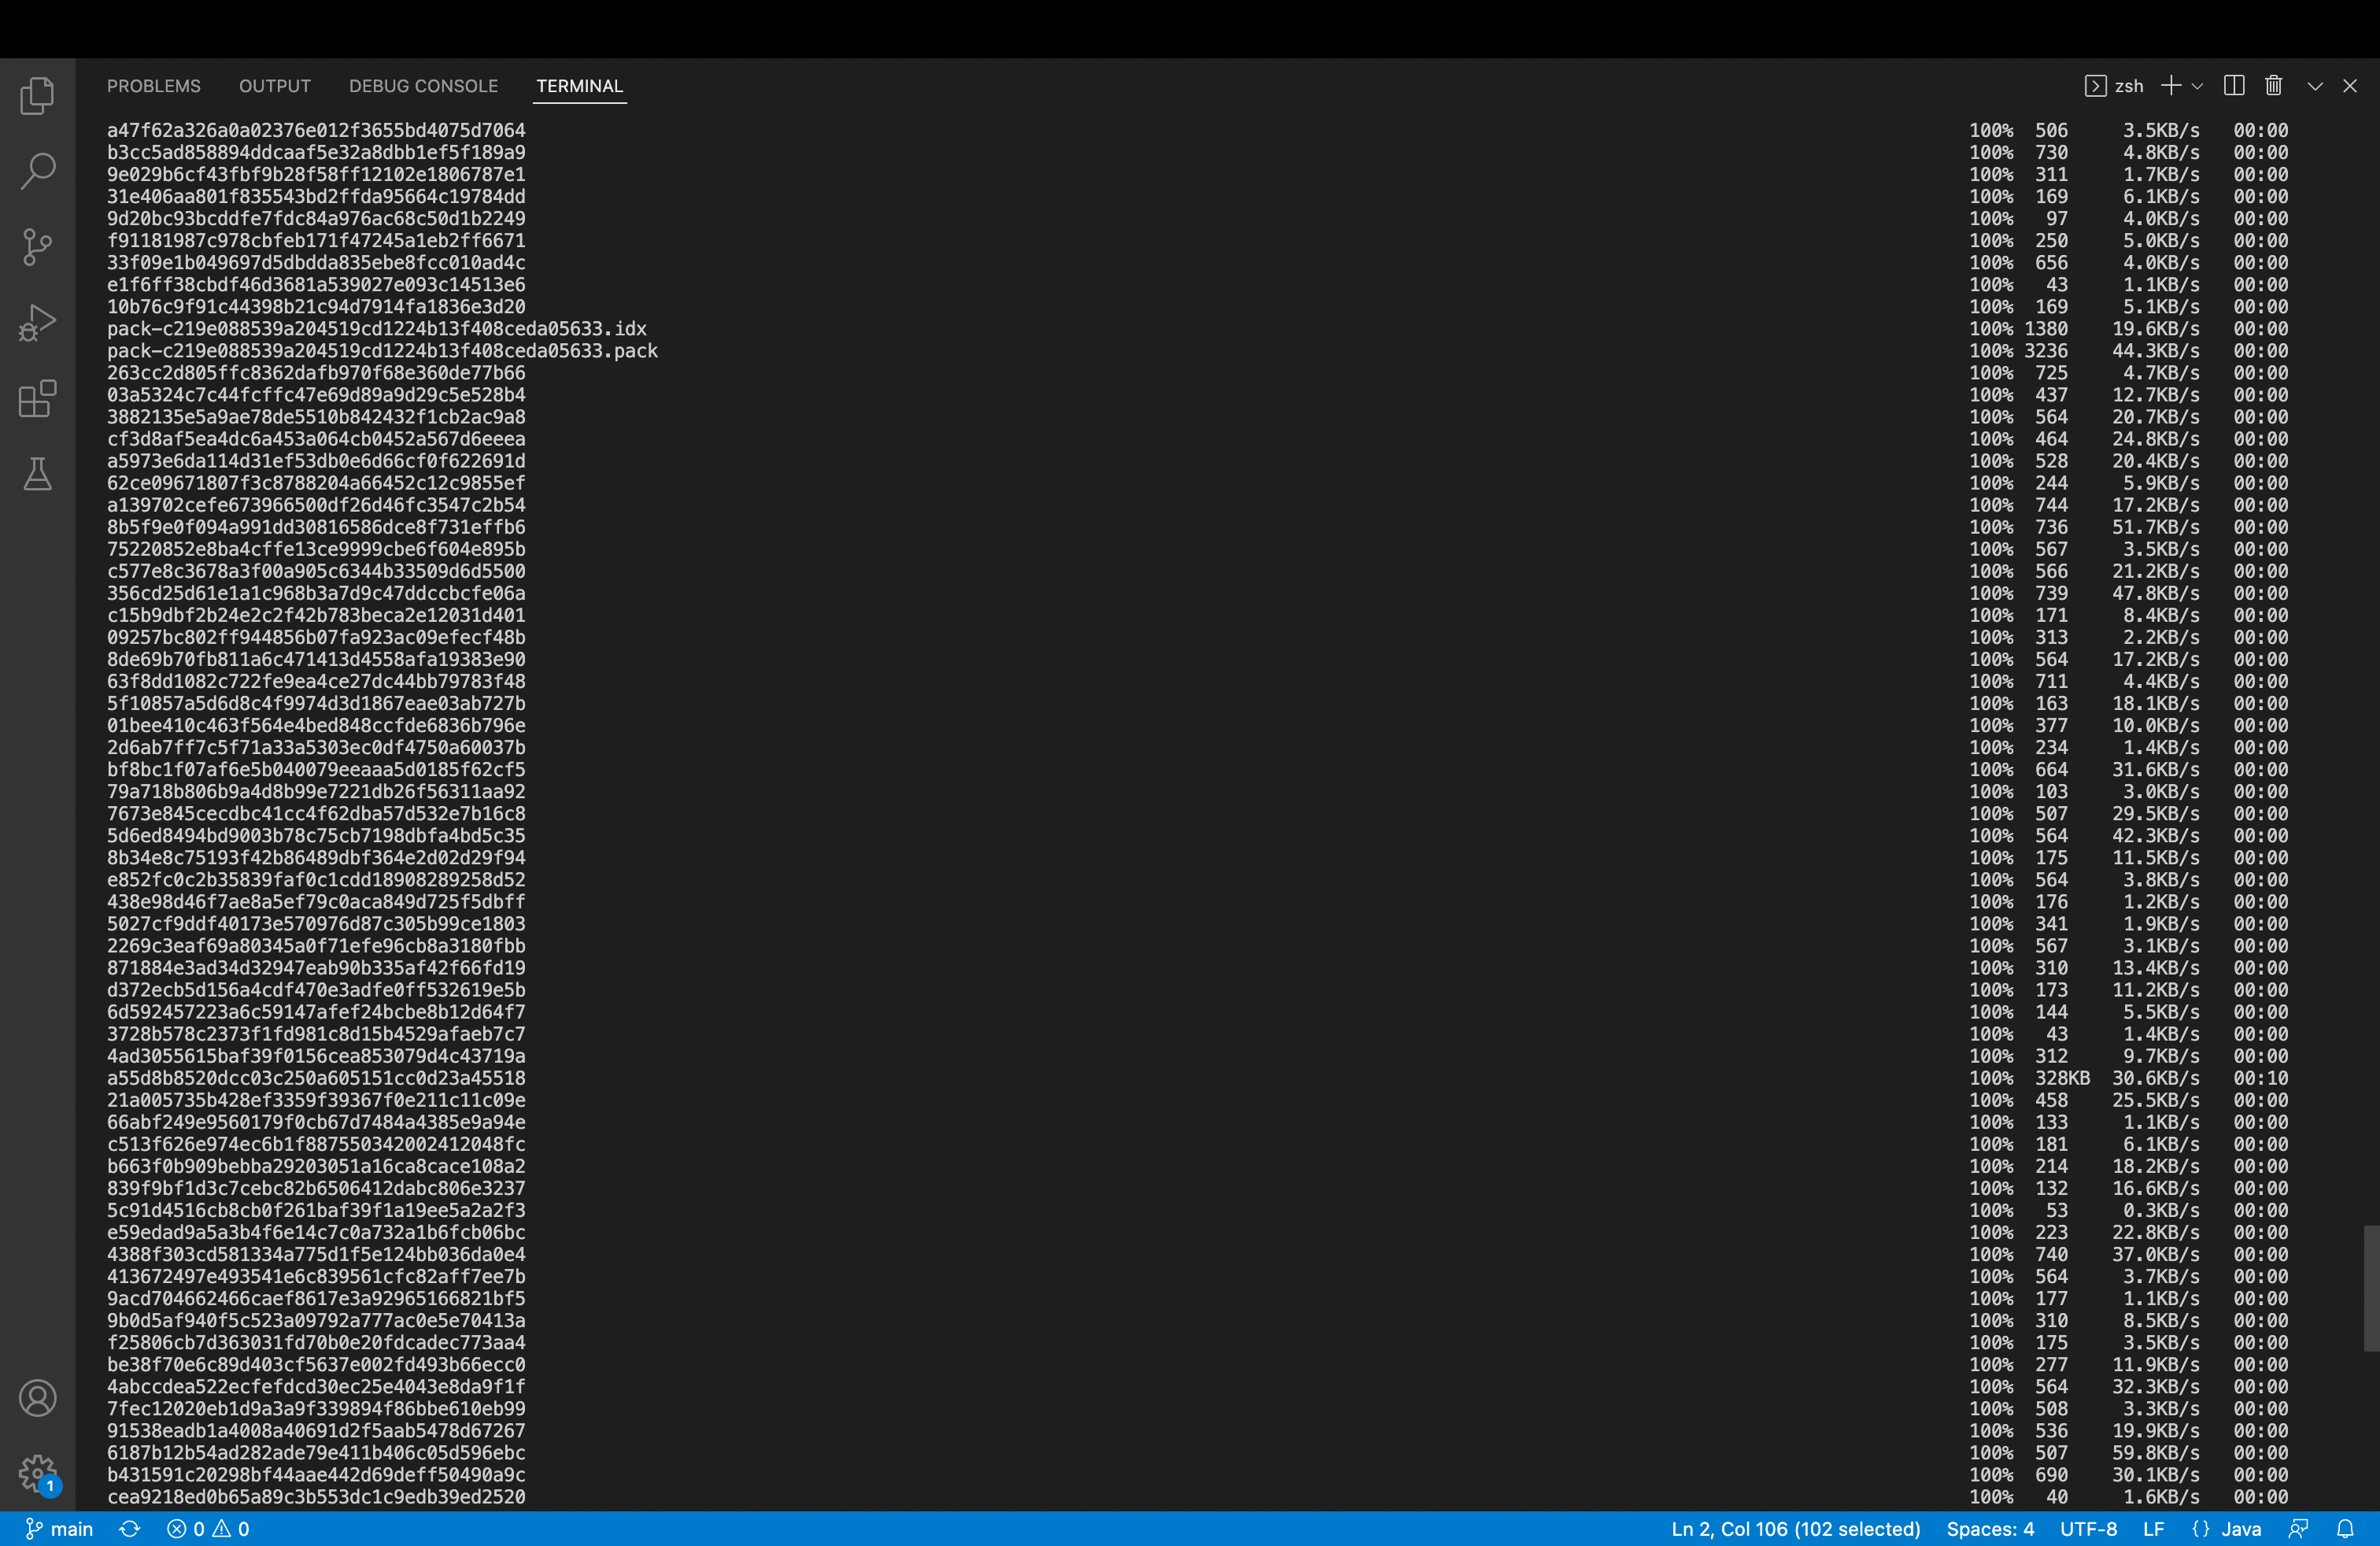 PROBLEMS OUTPUT DEBUG CONSOLE TERMINAL zsh
a47f62a326a0a02376e012f3655bd4075d7064 100% 506 3.5KB/s 00:00
b3cc5ad858894ddcaaf5e32a8dbb1ef5f189a9 100% 730 4.8KB/s 00:00
9e029b6cf43fbf9b28f58ff12102e1806787e1 100% 311 1.7KB/s 00:00
31e406aa801f835543bd2ffda95664c19784dd 100% 169 6.1KB/s 00:00
9d20bc93bcddfe7fdc84a976ac68c50d1b2249 100% 97 4.0KB/s 00:00
f91181987c978cbfeb171f47245a1eb2ff6671 100% 250 5.0KB/s 00:00
33f09e1b049697d5dbdda835ebe8fcc010ad4c 100% 656 4.0KB/s 00:00
e1f6ff38cbdf46d3681a539027e093c14513e6 100% 43 1.1KB/s 00:00
10b76c9f91c44398b21c94d7914fa1836e3d20 100% 169 5.1KB/s 00:00
pack-c219e088539a204519cd1224b13f408ceda05633.idx 100% 1380 19.6KB/s 00:00
pack-c219e088539a204519cd1224b13f408ceda05633.pack 100% 3236 44.3KB/s 00:00
263cc2d805ffc8362dafb970f68e360de77b66 100% 725 4.7KB/s 00:00
03a5324c7c44fcffc47e69d89a9d29c5e528b4 100% 437 12.7KB/s 00:00
3882135e5a9ae78de5510b842432f1cb2ac9a8 100% 564 20.7KB/s 00:00
cf3d8af5ea4dc6a453a064cb0452a567d6eeea 100% 464 24.8KB/s 00:00
a5973e6da114d31ef53db0e6d66cf0f622691d 100% 528 20.4KB/s 00:00
62ce09671807f3c8788204a66452c12c9855ef 100% 244 5.9KB/s 00:00
a139702cefe673966500df26d46fc3547c2b54 100% 744 17.2KB/s 00:00
8b5f9e0f094a991dd30816586dce8f731effb6 100% 736 51.7KB/s 00:00
75220852e8ba4cffe13ce9999cbe6f604e895b 100% 567 3.5KB/s 00:00
c577e8c3678a3f00a905c6344b33509d6d5500 100% 566 21.2KB/s 00:00
356cd25d61e1a1c968b3a7d9c47ddccbcfe06a 100% 739 47.8KB/s 00:00
c15b9dbf2b24e2c2f42b783beca2e12031d401 100% 171 8.4KB/s 00:00
09257bc802ff944856b07fa923ac09efecf48b 100% 313 2.2KB/s 00:00
8de69b70fb811a6c471413d4558afa19383e90 100% 564 17.2KB/s 00:00
63f8dd1082c722fe9ea4ce27dc44bb79783f48 100% 711 4.4KB/s 00:00
5f10857a5d6d8c4f9974d3d1867eae03ab727b 100% 163 18.1KB/s 00:00
01bee410c463f564e4bed848ccfde6836b796e 100% 377 10.0KB/s 00:00
2d6ab7ff7c5f71a33a5303ec0df4750a60037b 100% 234 1.4KB/s 00:00
bf8bc1f07af6e5b040079eeaaa5d0185f62cf5 100% 664 31.6KB/s 00:00
79a718b806b9a4d8b99e7221db26f56311aa92 100% 103 3.0KB/s 00:00
7673e845cecdbc41cc4f62dba57d532e7b16c8 100% 507 29.5KB/s 00:00
5d6ed8494bd9003b78c75cb7198dbfa4bd5c35 100% 564 42.3KB/s 00:00
8b34e8c75193f42b86489dbf364e2d02d29f94 100% 175 11.5KB/s 00:00
e852fc0c2b35839faf0c1cdd18908289258d52 100% 564 3.8KB/s 00:00
438e98d46f7ae8a5ef79c0aca849d725f5dbff 100% 176 1.2KB/s 00:00
5027cf9ddf40173e570976d87c305b99ce1803 100% 341 1.9KB/s 00:00
2269c3eaf69a80345a0f71efe96cb8a3180fbb 100% 567 3.1KB/s 00:00
871884e3ad34d32947eab90b335af42f66fd19 100% 310 13.4KB/s 00:00
d372ecb5d156a4cdf470e3adfe0ff532619e5b 100% 173 11.2KB/s 00:00
6d592457223a6c59147afef24bcbe8b12d64f7 100% 144 5.5KB/s 00:00
3728b578c2373f1fd981c8d15b4529afaeb7c7 100% 43 1.4KB/s 00:00
4ad3055615baf39f0156cea853079d4c43719a 100% 312 9.7KB/s 00:00
a55d8b8520dcc03c250a605151cc0d23a45518 100% 328KB 30.6KB/s 00:10
21a005735b428ef3359f39367f0e211c11c09e 100% 458 25.5KB/s 00:00
66abf249e9560179f0cb67d7484a4385e9a94e 100% 133 1.1KB/s 00:00
c513f626e974ec6b1f887550342002412048fc 100% 181 6.1KB/s 00:00
b663f0b909bebba29203051a16ca8cace108a2 100% 214 18.2KB/s 00:00
839f9bf1d3c7cebc82b6506412dabc806e3237 100% 132 16.6KB/s 00:00
5c91d4516cb8cb0f261baf39f1a19ee5a2a2f3 100% 53 0.3KB/s 00:00
e59edad9a5a3b4f6e14c7c0a732a1b6fcb06bc 100% 223 22.8KB/s 00:00
4388f303cd581334a775d1f5e124bb036da0e4 100% 740 37.0KB/s 00:00
413672497e493541e6c839561cfc82aff7ee7b 100% 564 3.7KB/s 00:00
9acd704662466caef8617e3a92965166821bf5 100% 177 1.1KB/s 00:00
9b0d5af940f5c523a09792a777ac0e5e70413a 100% 310 8.5KB/s 00:00
f25806cb7d363031fd70b0e20fdcadec773aa4 100% 175 3.5KB/s 00:00
be38f70e6c89d403cf5637e002fd493b66ecc0 100% 277 11.9KB/s 00:00
4abccdea522ecfefdcd30ec25e4043e8da9f1f 100% 564 32.3KB/s 00:00
7fec12020eb1d9a3a9f339894f86bbe610eb99 100% 508 3.3KB/s 00:00
91538eadb1a4008a40691d2f5aab5478d67267 100% 536 19.9KB/s 00:00
6187b12b54ad282ade79e411b406c05d596ebc 100% 507 59.8KB/s 00:00
b431591c20298bf44aae442d69deff50490a9c 100% 690 30.1KB/s 00:00
cea9218ed0b65a89c3b553dc1c9edb39ed2520 100% 40 1.6KB/s 00:00
1
main 0 0 Ln 2, Col 106 (102 selected) Spaces: 4 UTF-8 LF {} Java